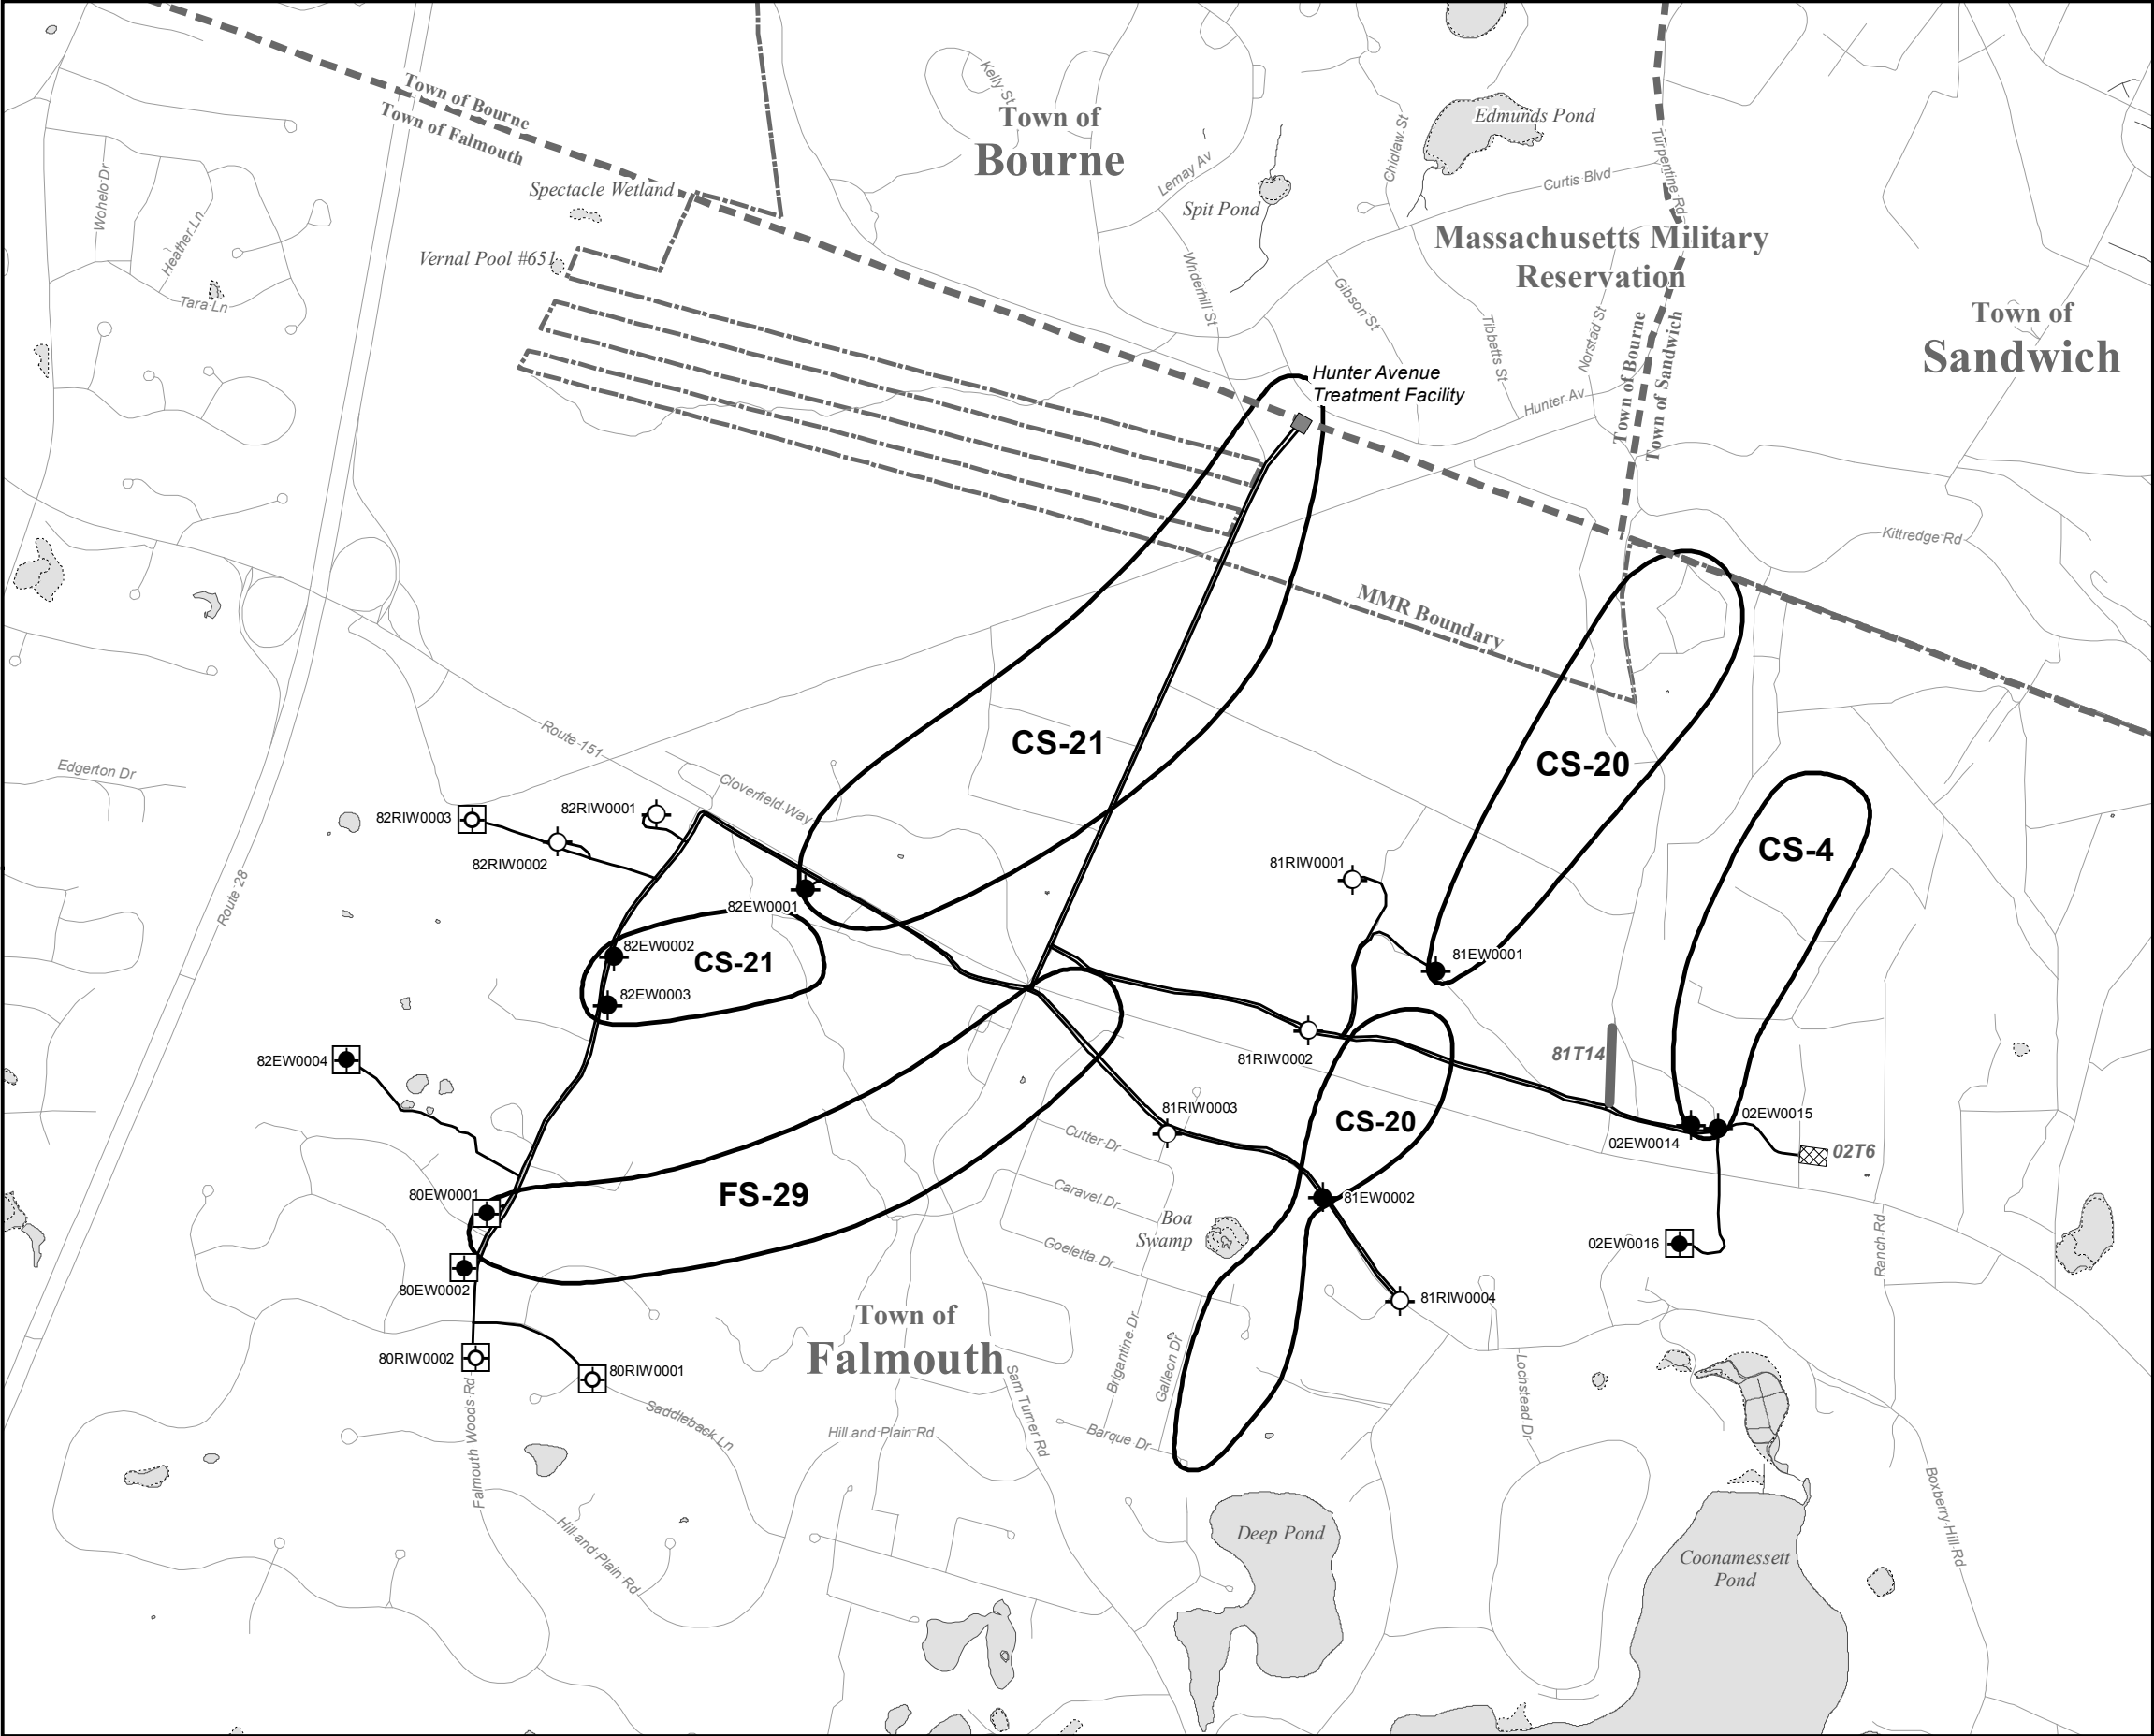 Town of Bourne
Town of Falmouth
Kelly St
Town of
Bourne
Lemay Av
Spit Pond
Chidlaw St
Edmunds Pond
Curtis Blvd
Turpentine Rd
Massachusetts Military
Reservation
Town of
Sandwich
Wohelo Dr
Heather Ln
Tara Ln
Spectacle Wetland
Vernal Pool #651
Wnderhill St
Gibson St
Tibbetts St
Norstad St
Hunter Av
Town of Bourne
Town of Sandwich
Hunter Avenue
Treatment Facility
Kittredge Rd
MMR Boundary
Route 151
Cloverfield Way
Edgerton Dr
Route 28
CS-21
CS-20
CS-4
82RIW0003
82RIW0001
82RIW0002
82EW0001
82EW0002
CS-21
82EW0003
82EW0004
81RIW0001
81EW0001
81RIW0002
81T14
81RIW0003
CS-20
02EW0015
02EW0014
02T6
Cutter Dr
Caravel Dr
Goeletta Dr
Boa
Swamp
81EW0002
02EW0016
Ranch Rd
80EW0001
FS-29
80EW0002
81RIW0004
Town of
Falmouth
80RIW0002
80RIW0001
Brigantine Dr
Galleon Dr
Barque Dr
Lochstead Dr
Sam Turner Rd
Saddleback Ln
Hill and Plain Rd
Falmouth Woods Rd
Hill and Plain Rd
Boxberry Hill Rd
Deep Pond
Coonamessett
Pond